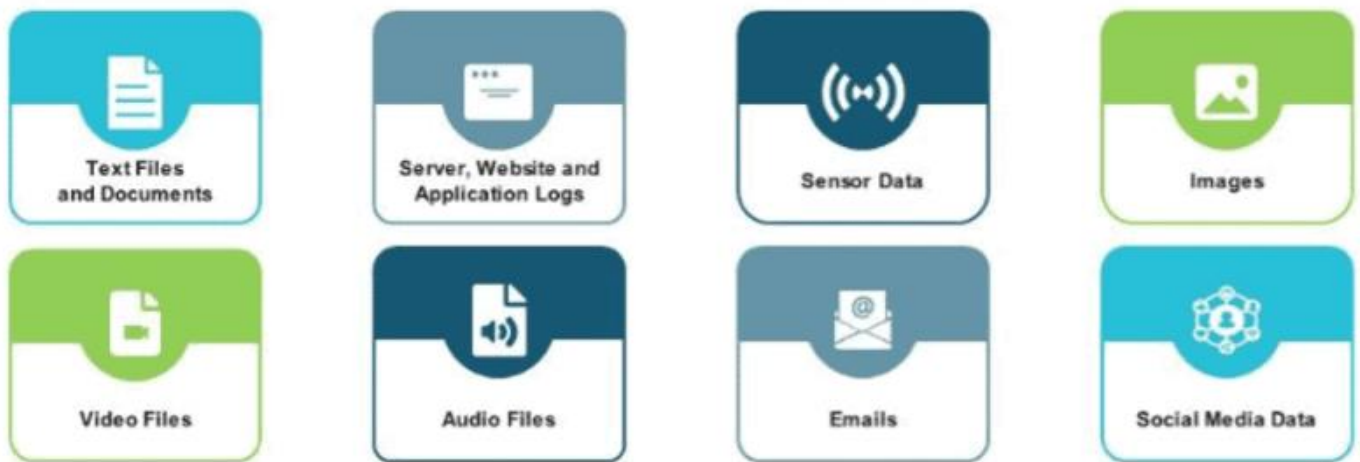 Text Files
and Documents
Server, Website and
Application Logs
Sensor Data
Images
@
Video Files
Audio Files
Emails
Social Media Data